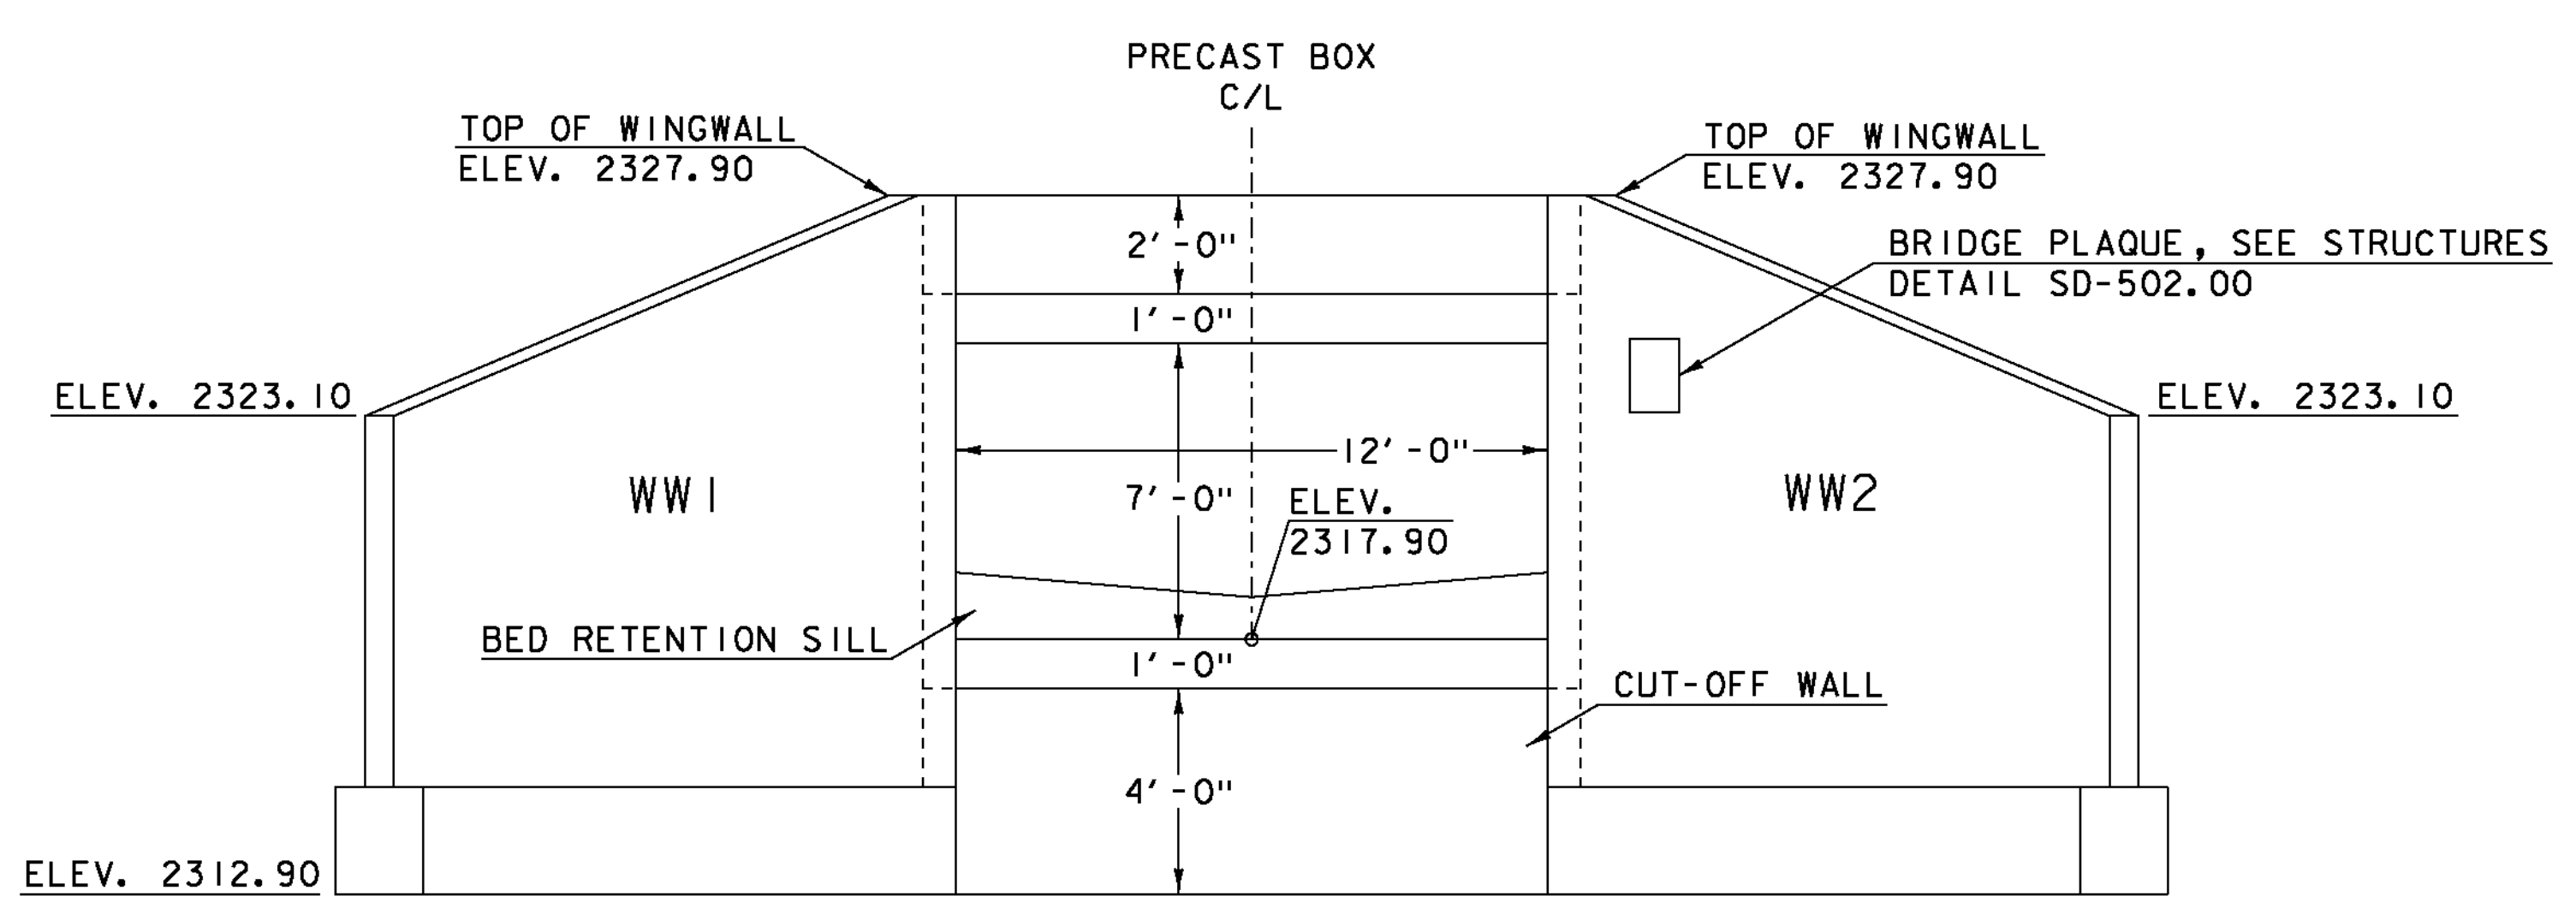 PRECAST BOX
C/L
TOP OF WINGWALL
ELEV. 2327.90
TOP OF WINGWALL
ELEV. 2327.90
2'-0"
BRIDGE PLAQUE, SEE STRUCTURES
DETAIL SD-502.00
1'-0"
ELEV. 2323.10
ELEV. 2323.10
12'-0"
WW1
7'-0"
ELEV.
2317.90
WW2
BED RETENTION SILL
1'-0"
CUT-OFF WALL
4'-0"
ELEV. 2312.90